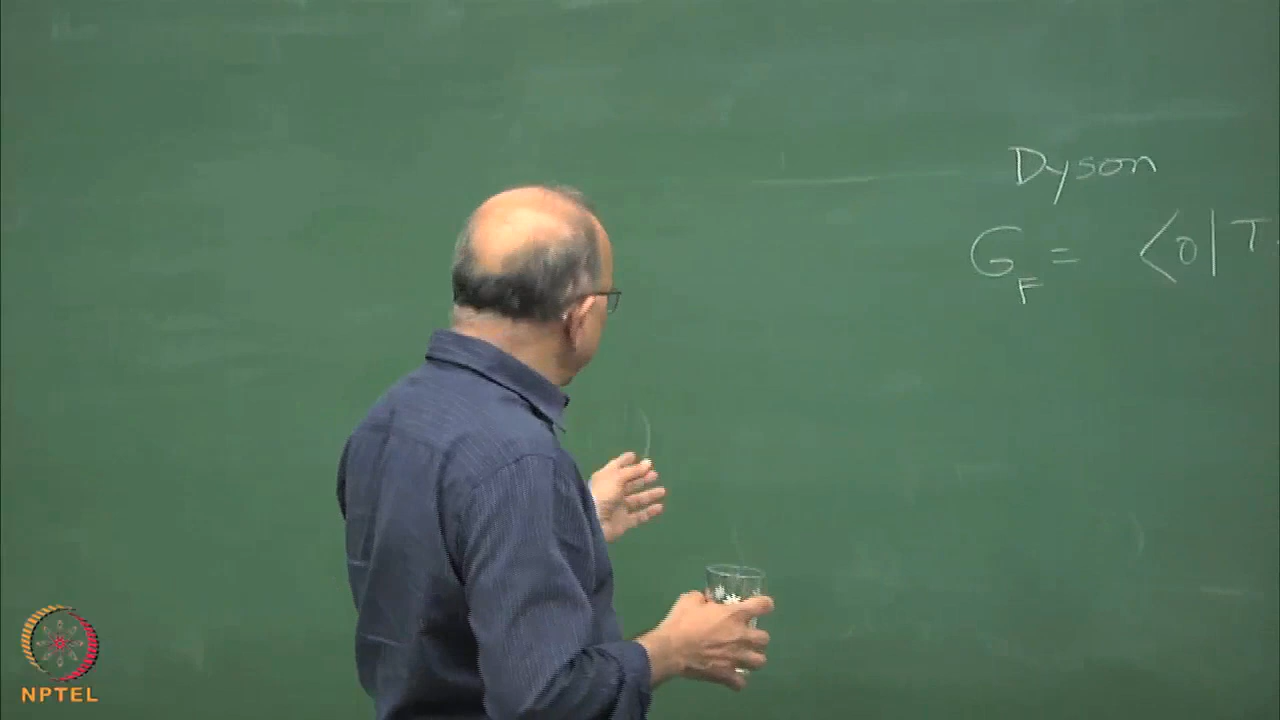 Dyson
G_F = <0| T
NPTEL